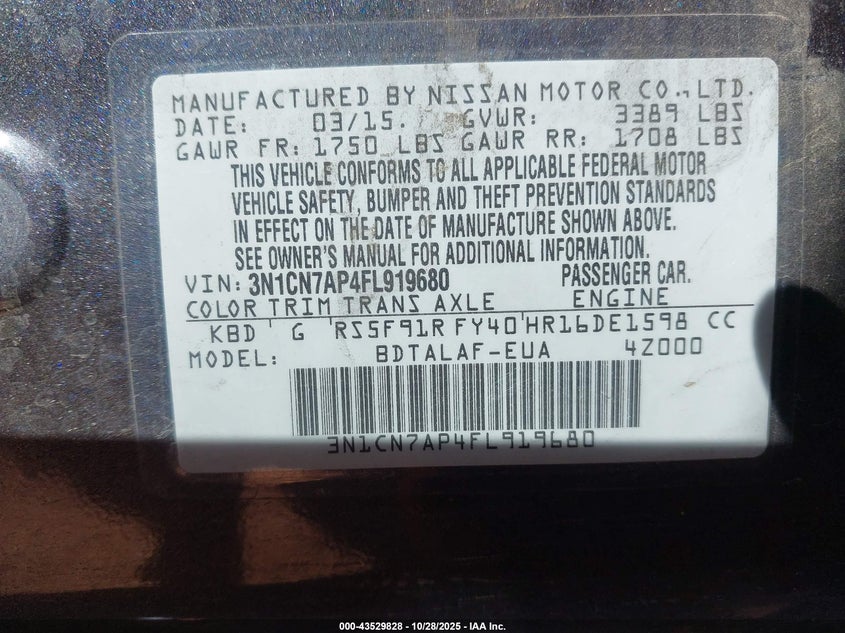 MANUFACTURED BY NISSAN MOTOR CO., LTD.
DATE: 03/15. GVWR: 3389 LBS
GAWR FR: 1750 LBS GAWR RR: 1708 LBS
THIS VEHICLE CONFORMS TO ALL APPLICABLE FEDERAL MOTOR
VEHICLE SAFETY, BUMPER AND THEFT PREVENTION STANDARDS
IN EFFECT ON THE DATE OF MANUFACTURE SHOWN ABOVE.
SEE OWNER'S MANUAL FOR ADDITIONAL INFORMATION.
VIN: 3N1CN7AP4FL919680 PASSENGER CAR.
COLOR TRIM TRANS AXLE ENGINE
KBD G RS5F91R FY40 HR16DE1598 CC
MODEL: BDTALAF-EUA 4Z000
3N1CN7AP4FL919680
000-43529828 - 10/28/2025 - IAA Inc.